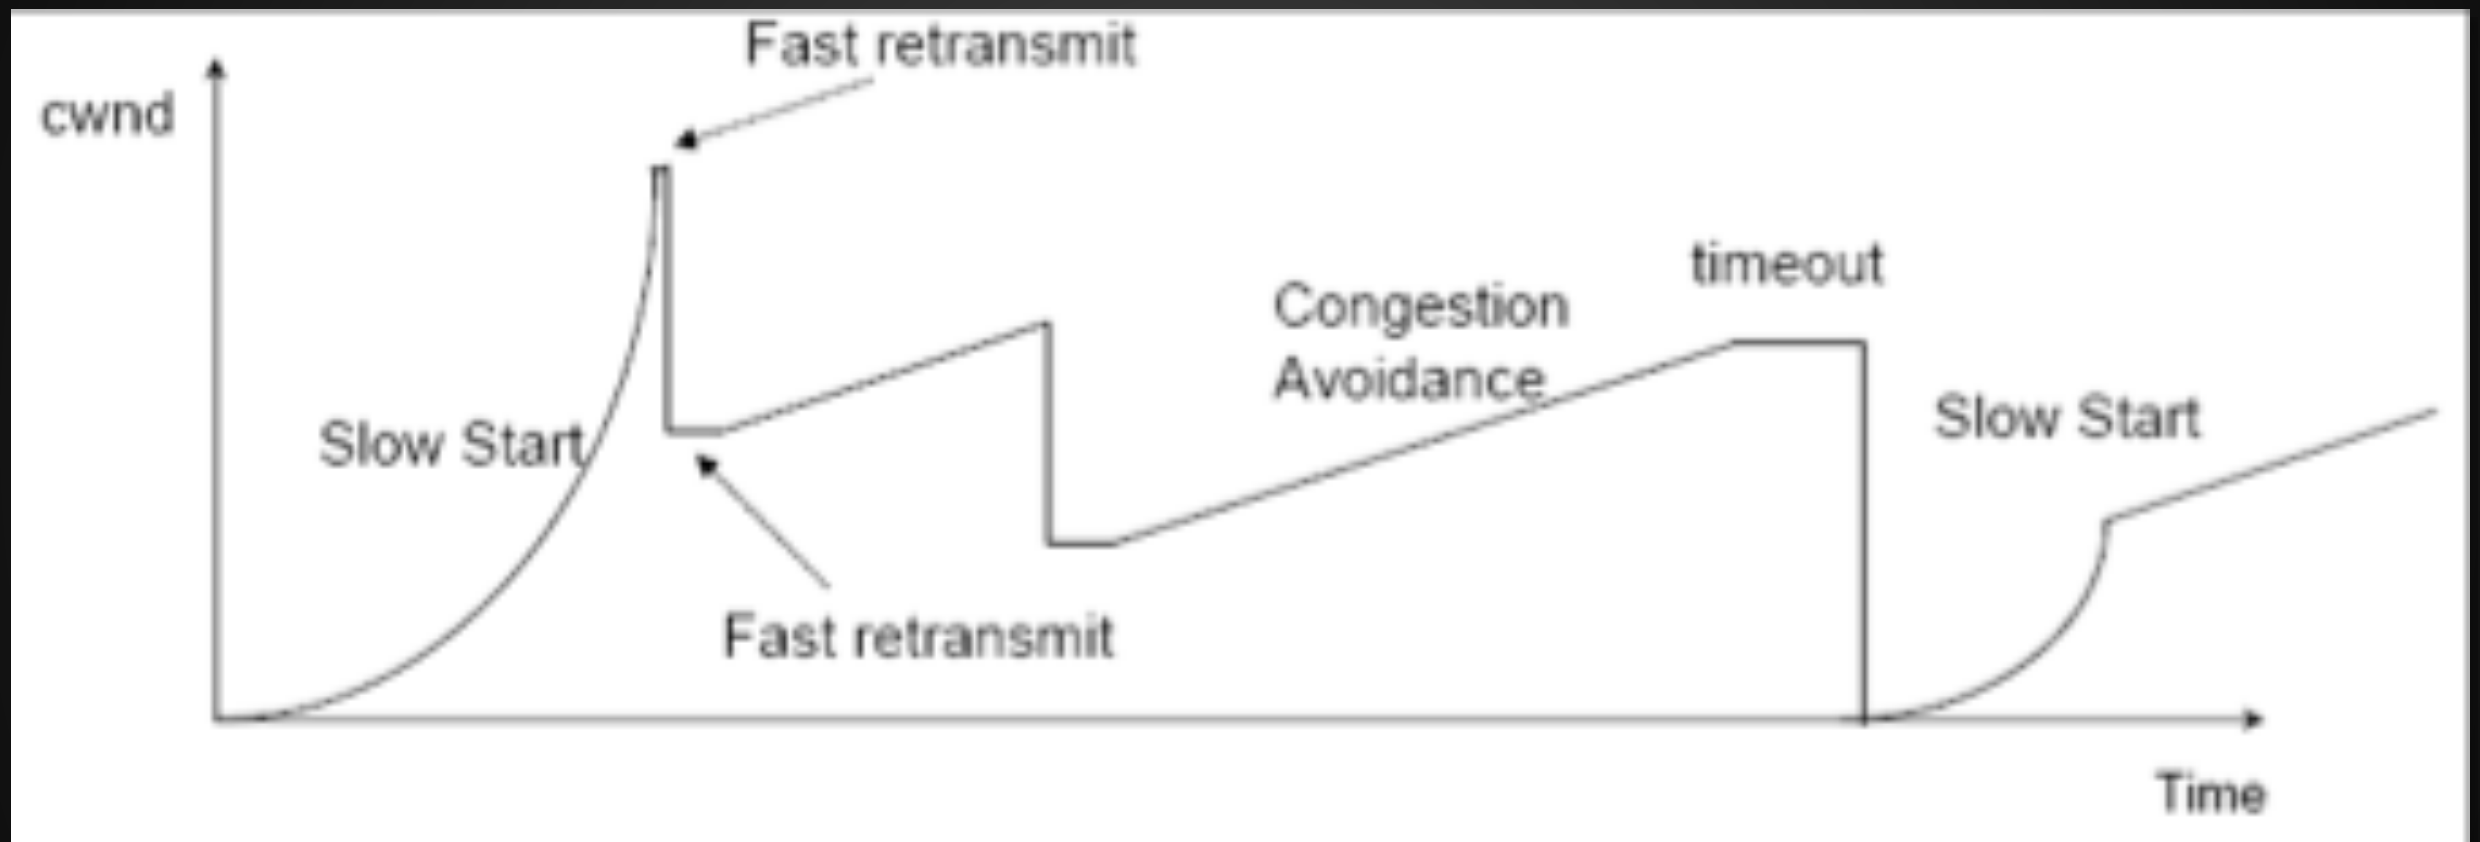 Fast retransmit
cwnd
timeout
Congestion
Avoidance
Slow Start
Slow Start
Fast retransmit
Time